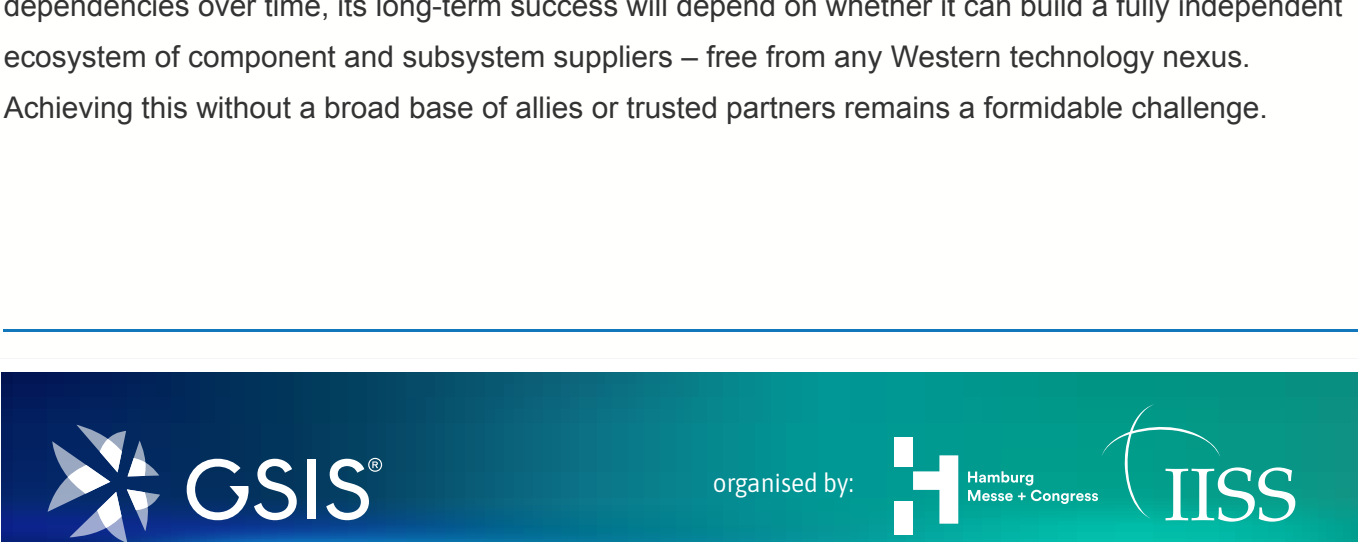 dependencies over time, its long-term success will depend on whether it can build a fully independent
ecosystem of component and subsystem suppliers – free from any Western technology nexus.
Achieving this without a broad base of allies or trusted partners remains a formidable challenge.
GSIS®
organised by:
Hamburg
Messe + Congress
IISS